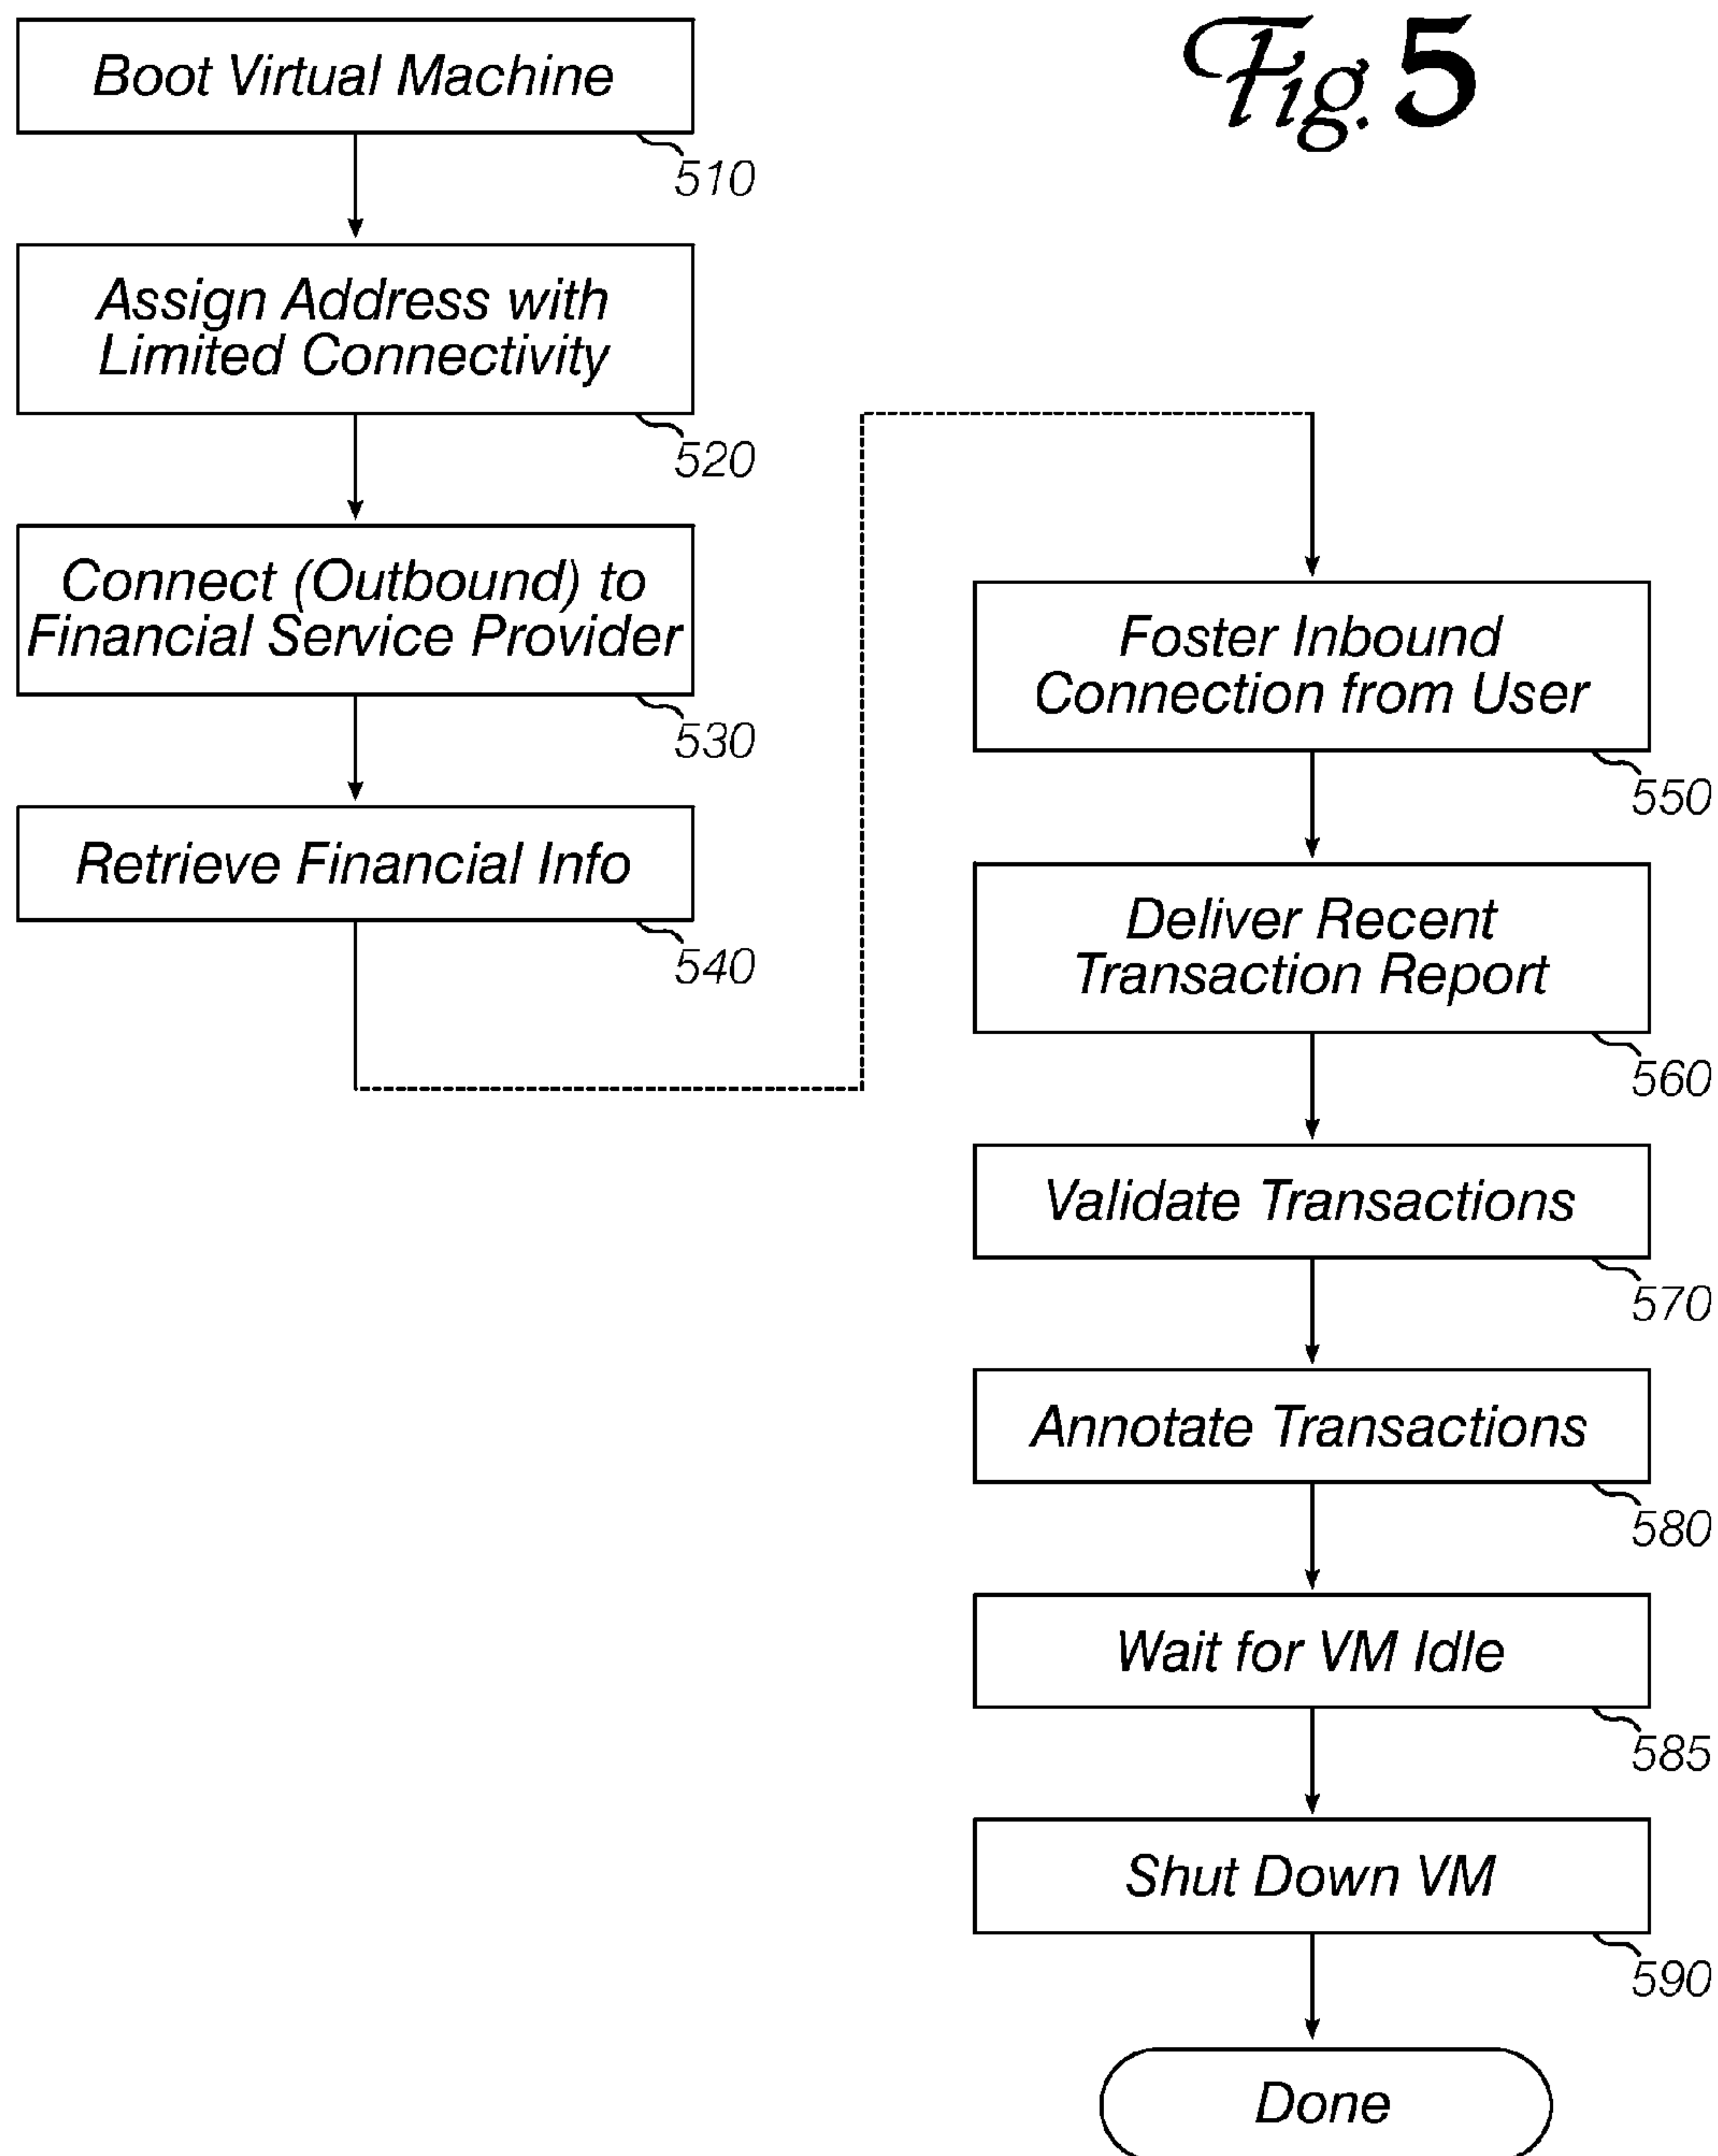 Fig. 5
Boot Virtual Machine
510
Assign Address with
Limited Connectivity
520
Connect (Outbound) to
Financial Service Provider
530
Retrieve Financial Info
540
Foster Inbound
Connection from User
550
Deliver Recent
Transaction Report
560
Validate Transactions
570
Annotate Transactions
580
Wait for VM Idle
585
Shut Down VM
590
Done